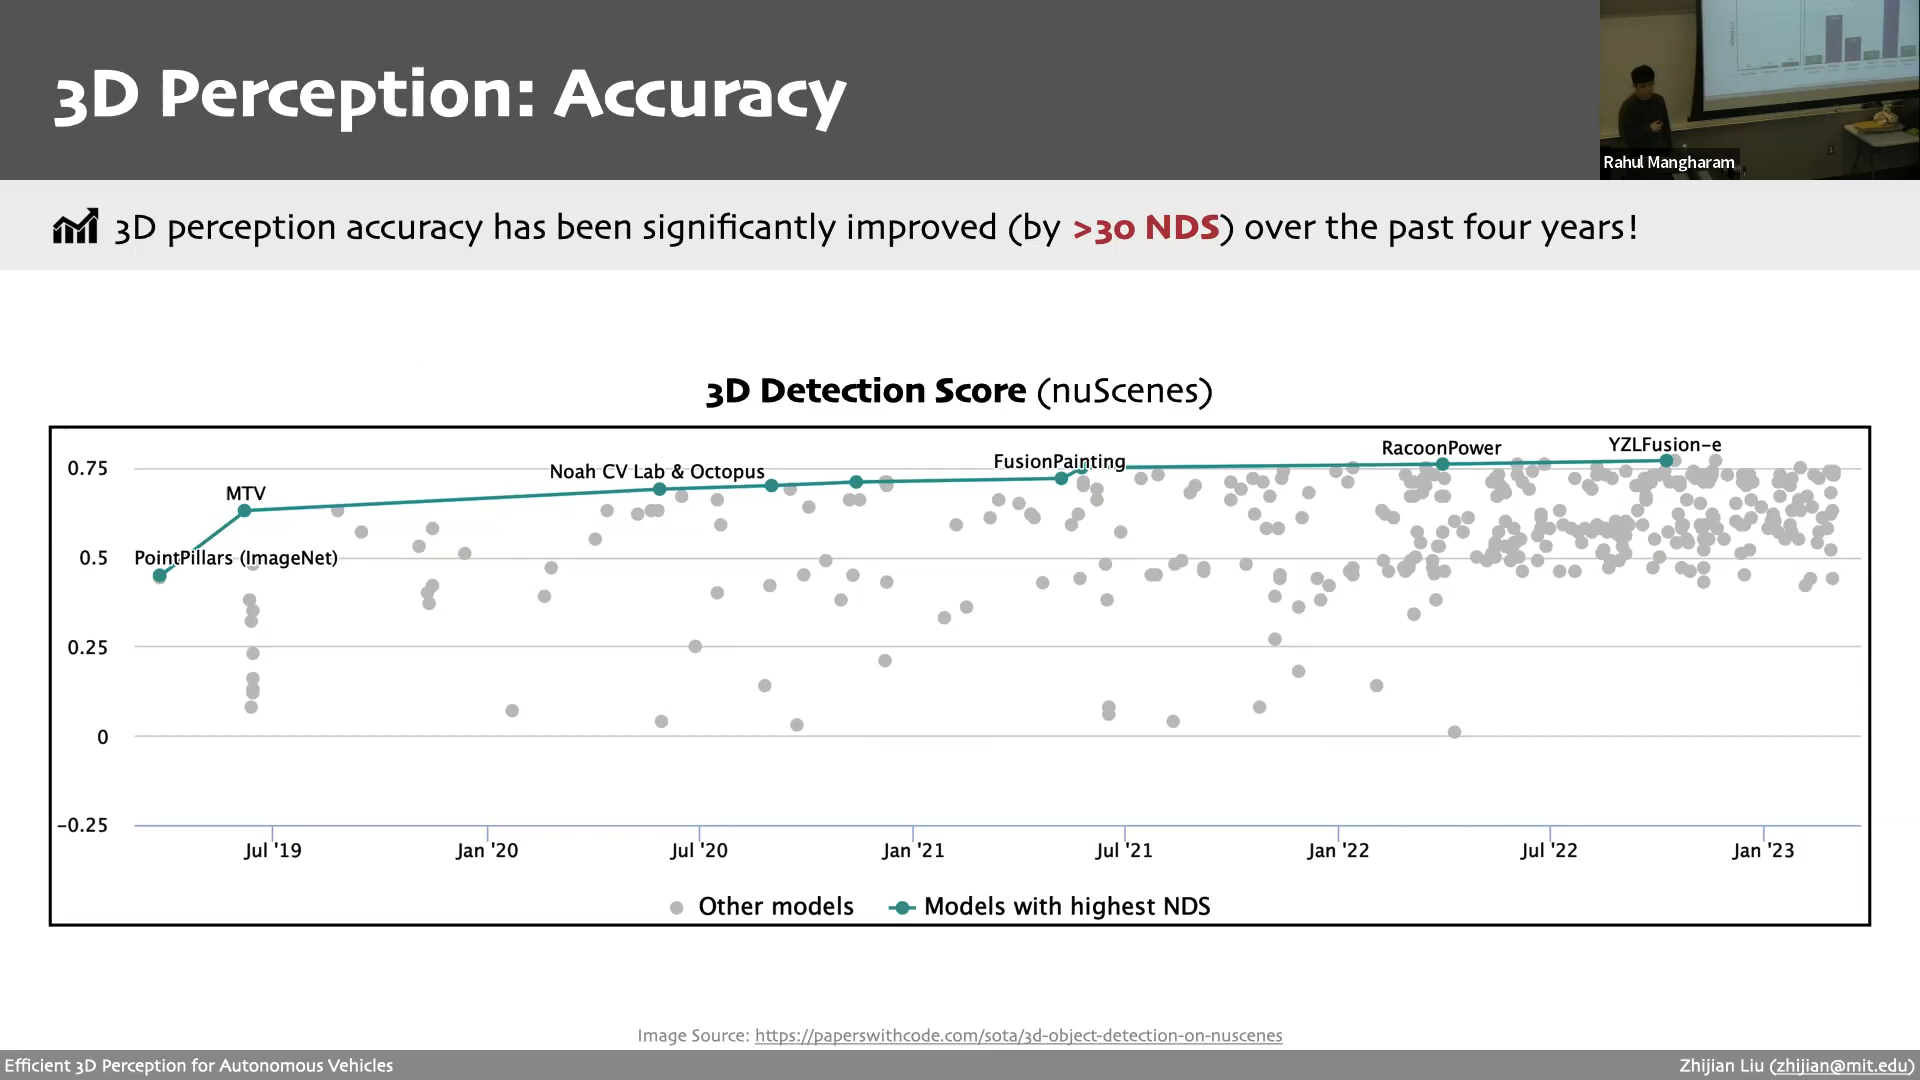 3D Perception: Accuracy
Rahul Mangharam
3D perception accuracy has been significantly improved (by >30 NDS) over the past four years!
3D Detection Score (nuScenes)
0.75
0.5
0.25
0
-0.25
PointPillars (ImageNet)
MTV
Noah CV Lab & Octopus
FusionPainting
RacoonPower
YZLFusion-e
Jul '19
Jan '20
Jul '20
Jan '21
Jul '21
Jan '22
Jul '22
Jan '23
Other models
Models with highest NDS
Image Source: https://paperswithcode.com/sota/3d-object-detection-on-nuscenes
Efficient 3D Perception for Autonomous Vehicles
Zhijian Liu (zhijian@mit.edu)